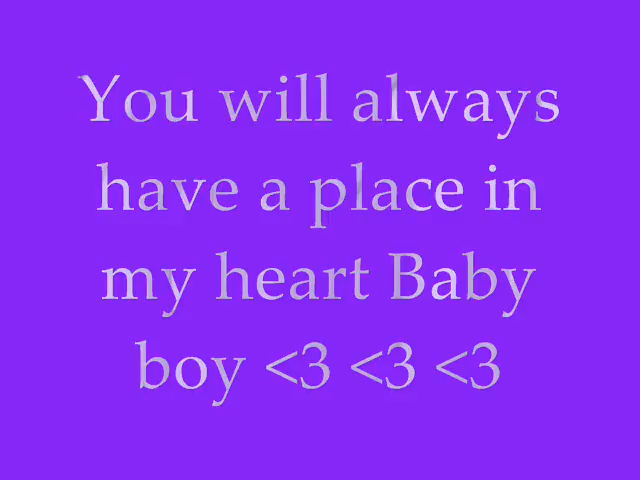 You will always
have a place in
my heart Baby
boy <3 <3 <3